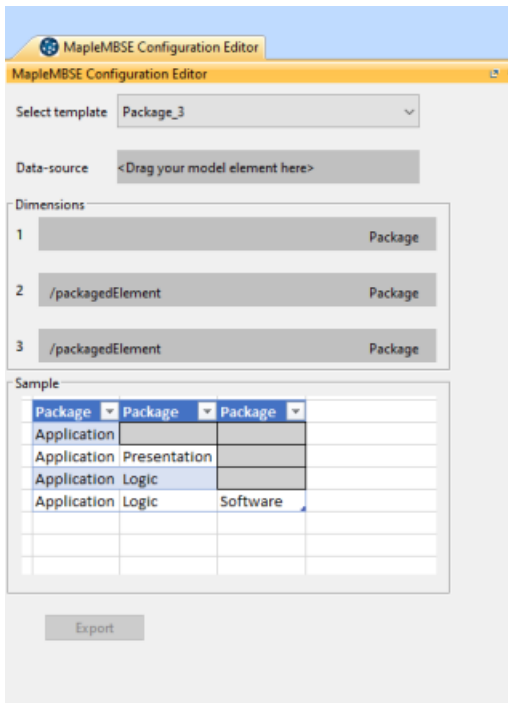 MapleMBSE Configuration Editor
MapleMBSE Configuration Editor
Select template Package_3
Data-source <Drag your model element here>
Dimensions
1 Package
2 /packagedElement Package
3 /packagedElement Package
Sample
Package Package Package
Application
Application Presentation
Application Logic
Application Logic Software
Export